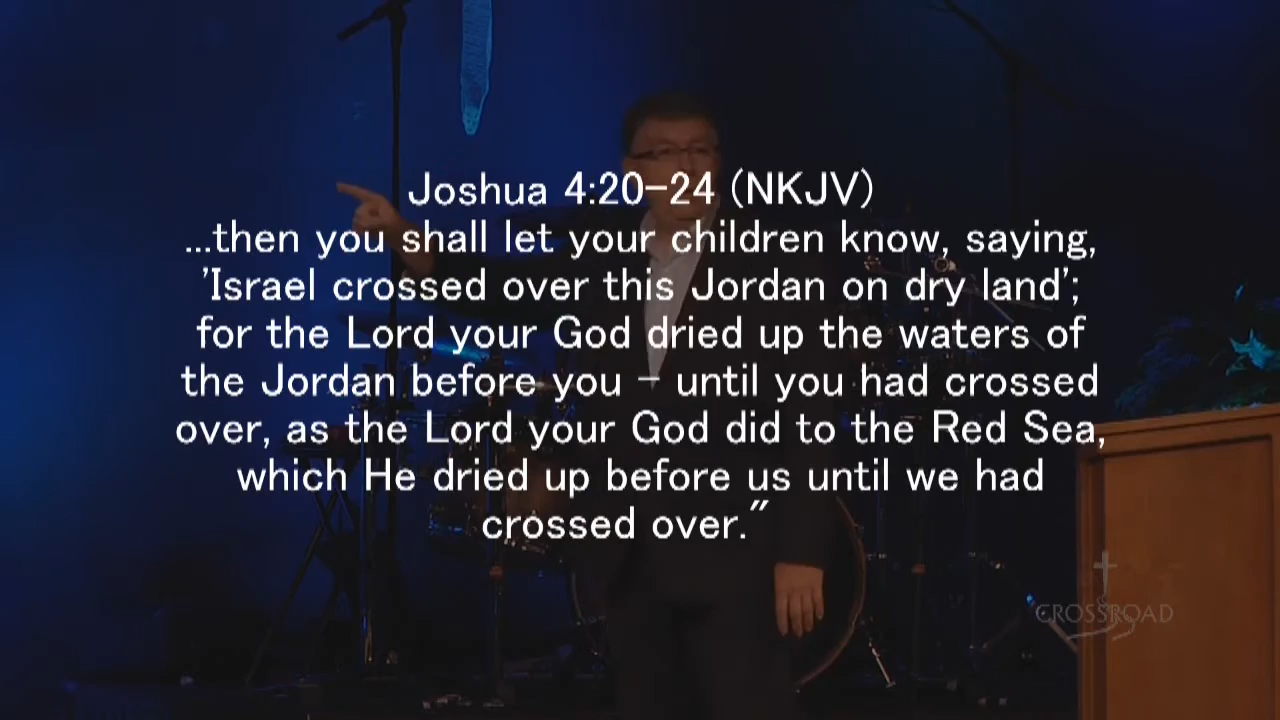 Joshua 4:20-24 (NKJV)
...then you shall let your children know, saying,
'Israel crossed over this Jordan on dry land';
for the Lord your God dried up the waters of
the Jordan before you – until you had crossed
over, as the Lord your God did to the Red Sea,
which He dried up before us until we had
crossed over."
CROSSROAD